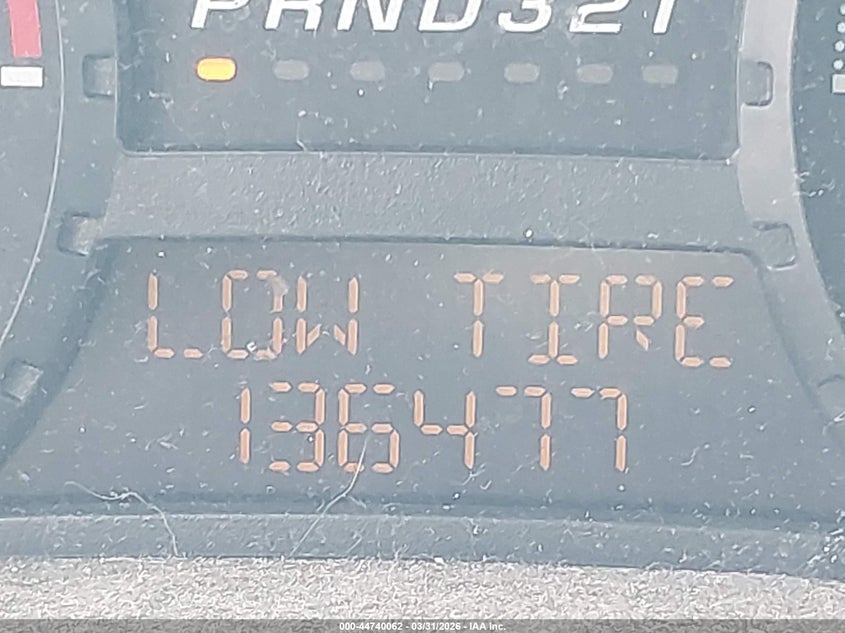 PRND321
LOW TIRE
136477
000-44740062 - 03/31/2026 - IAA Inc.